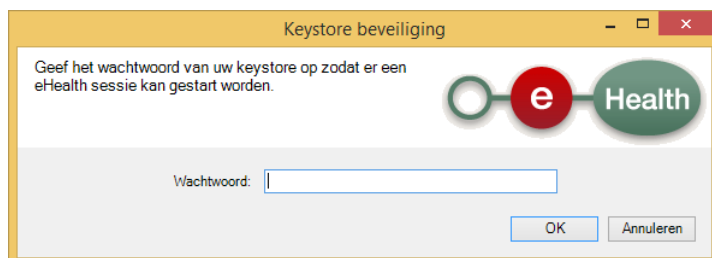 Keystore beveiliging
Geef het wachtwoord van uw keystore op zodat er een
eHealth sessie kan gestart worden.
e Health
Wachtwoord:
OK Annuleren